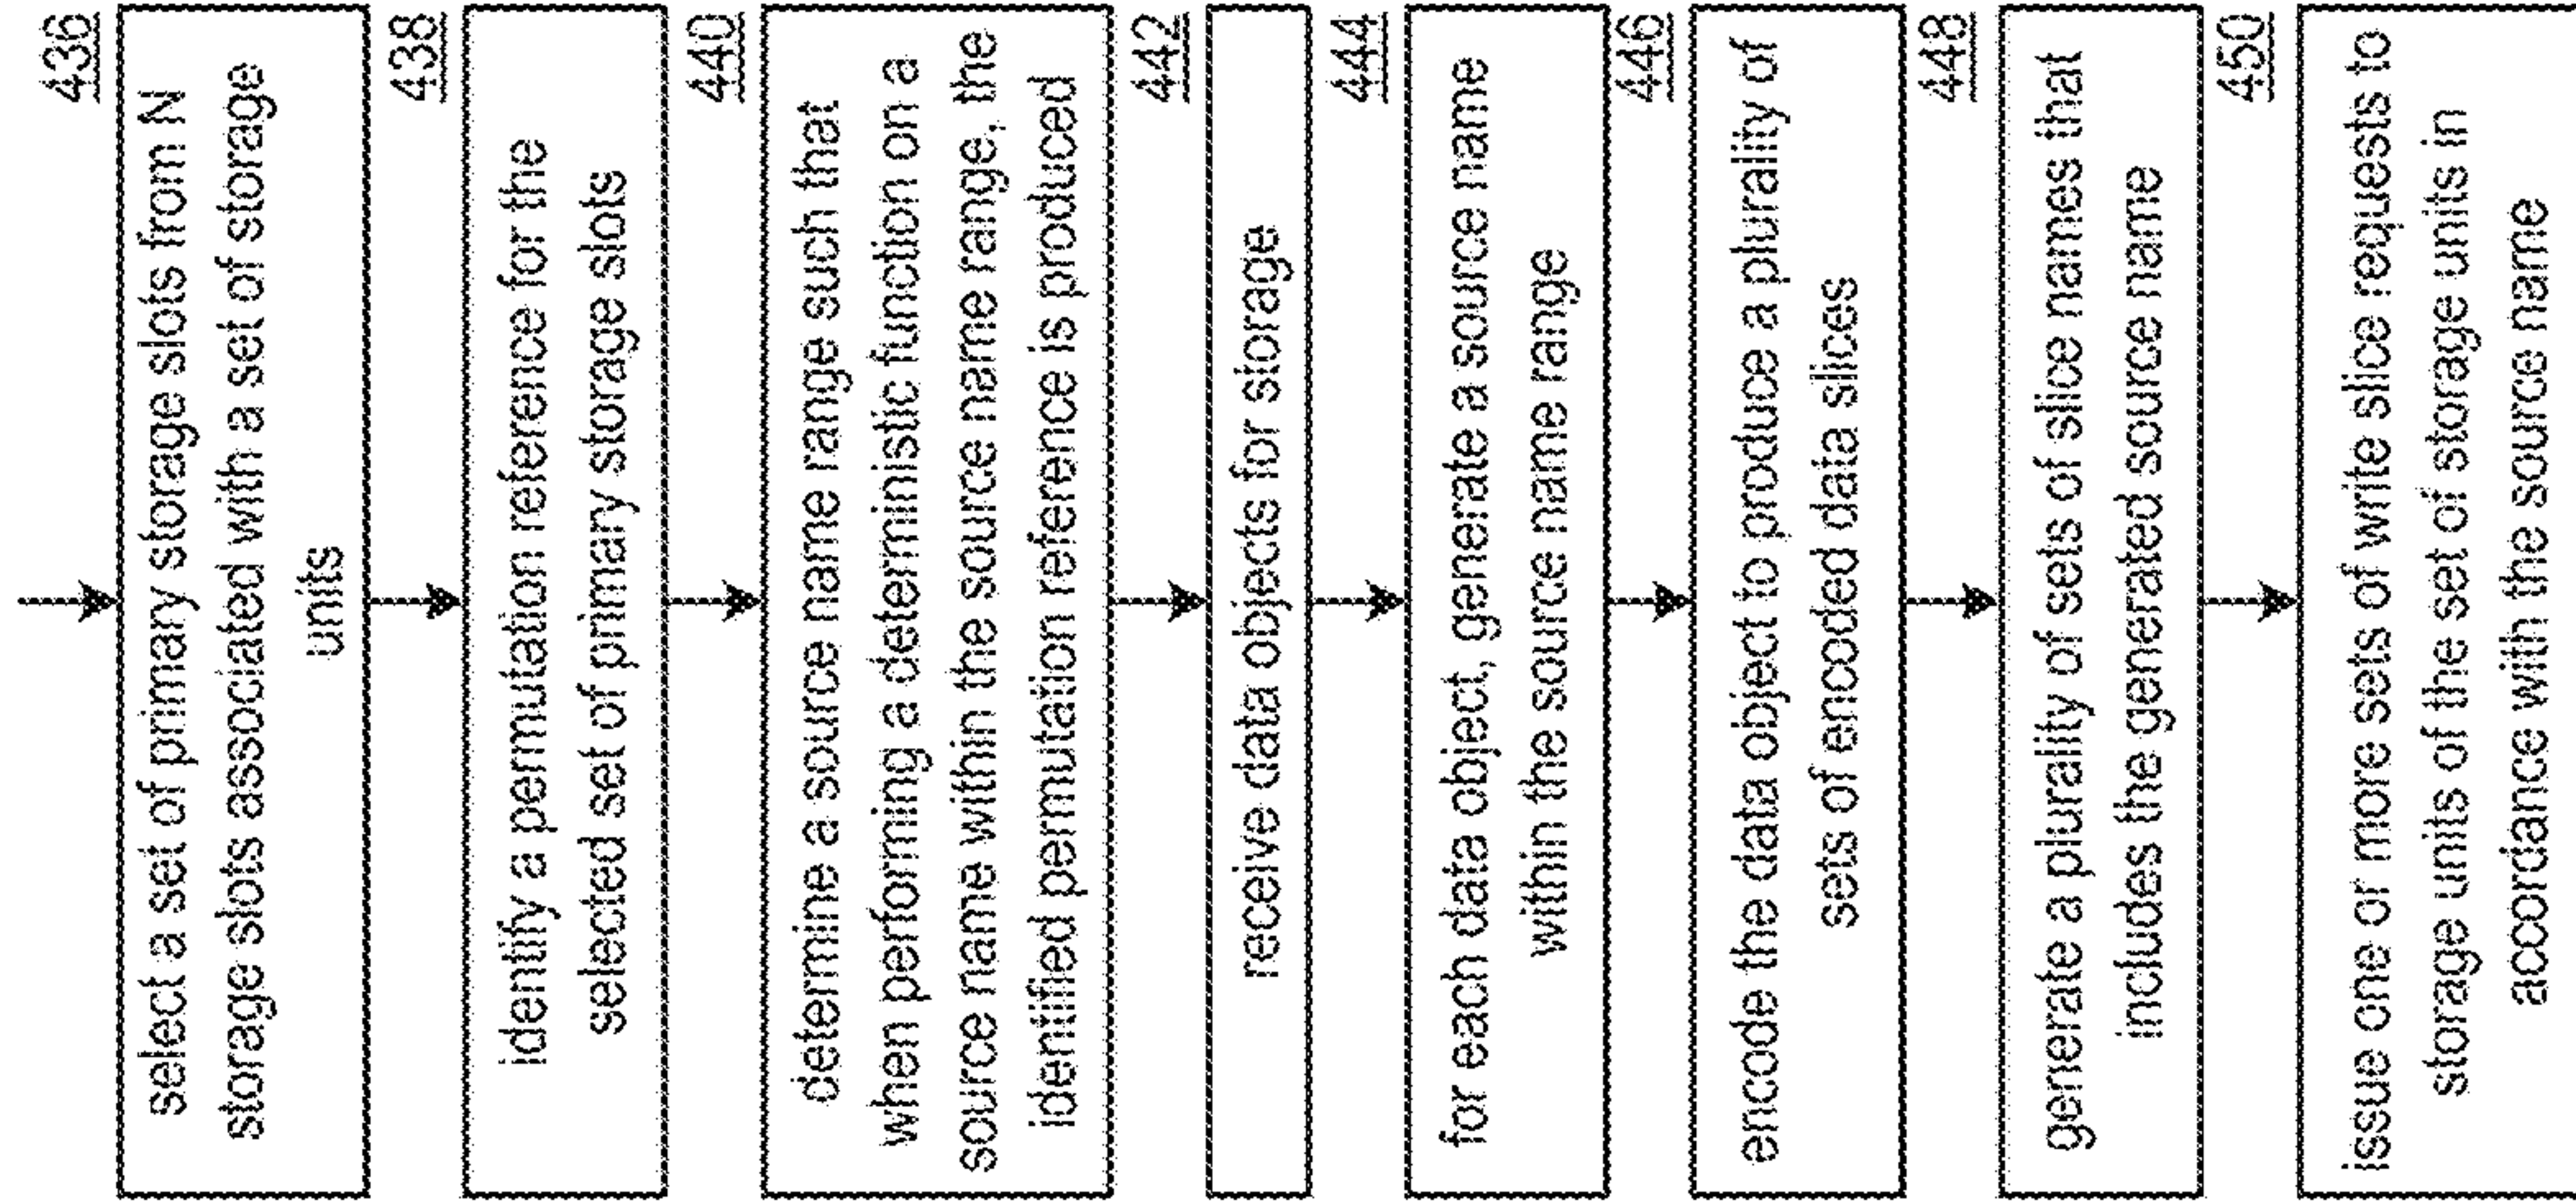 436
select a set of primary storage slots from N
storage slots associated with a set of storage
units
438
identify a permutation reference for the
selected set of primary storage slots
440
determine a source name range such that
when performing a deterministic function on a
source name within the source name range, the
identified permutation reference is produced
442
receive data objects for storage
444
for each data object, generate a source name
within the source name range
446
encode the data object to produce a plurality of
sets of encoded data slices
448
generate a plurality of sets of slice names that
includes the generated source name
450
issue one or more sets of write slice requests to
storage units of the set of storage units in
accordance with the source name